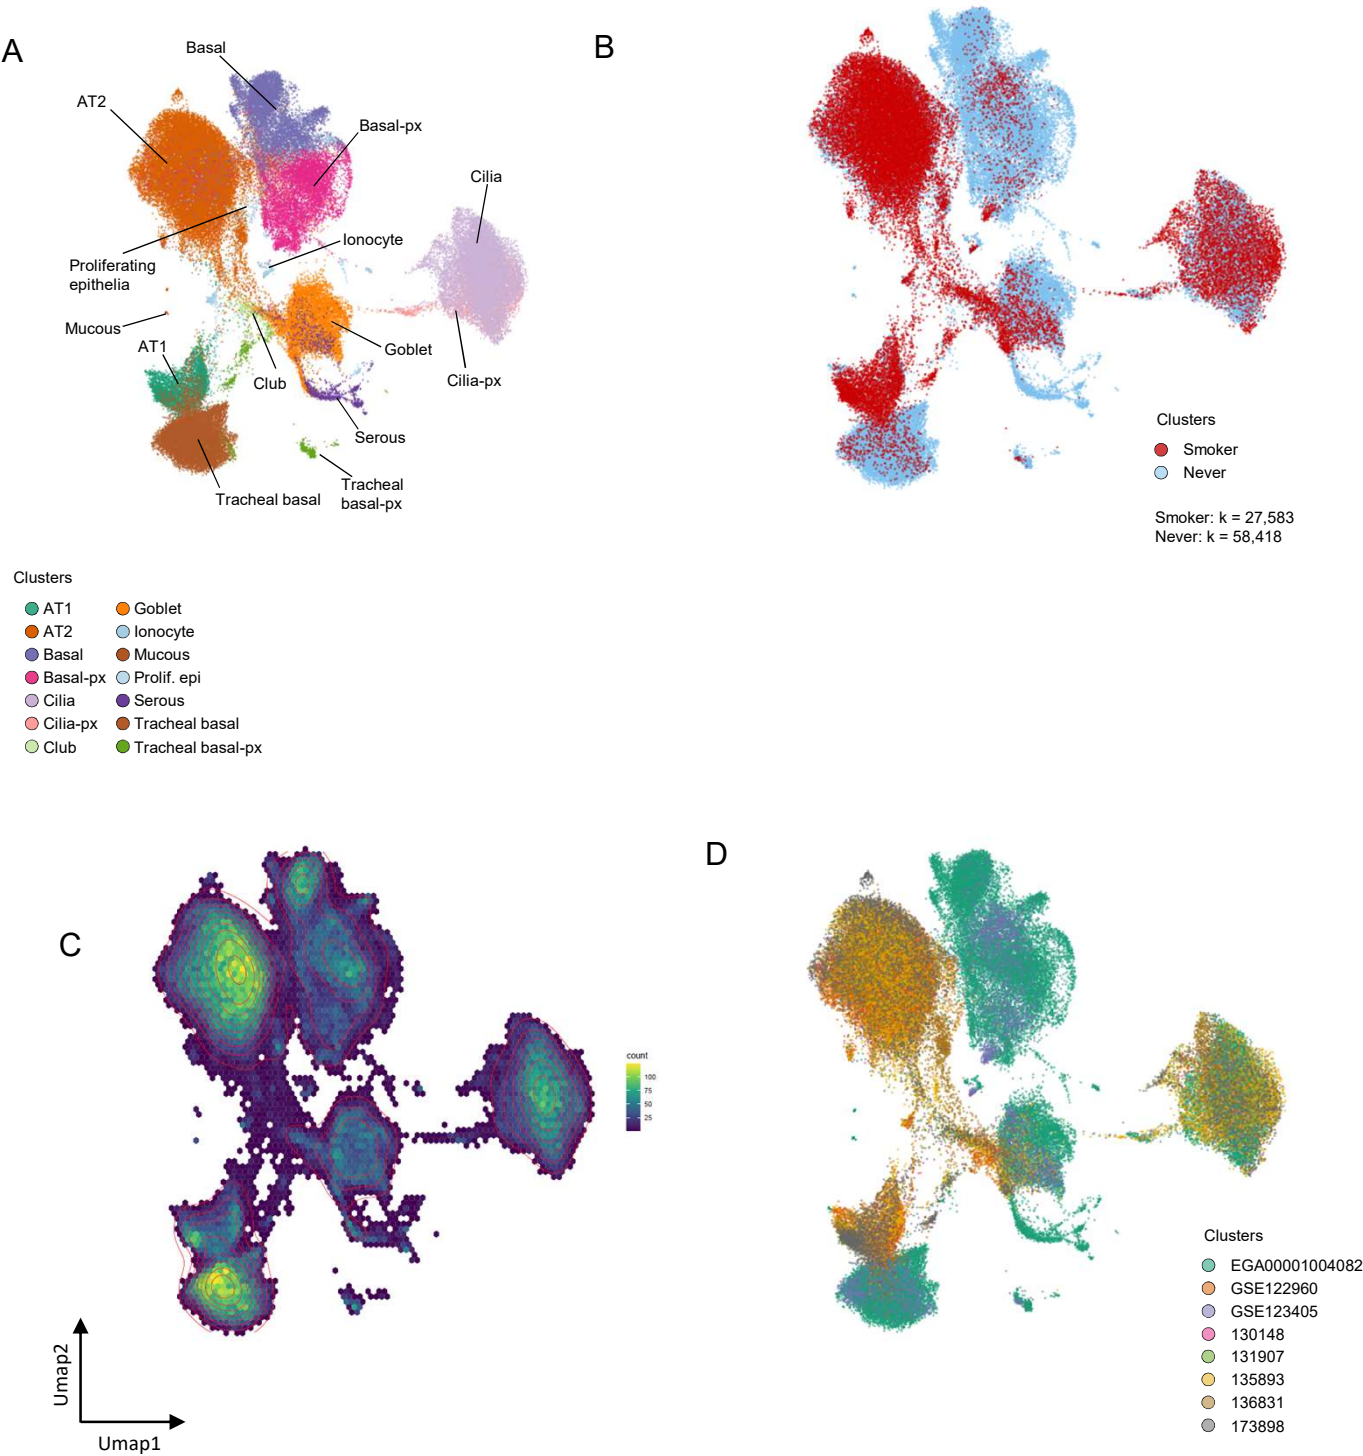 A
Basal
AT2
Basal-px
Cilia
Ionocyte
Proliferating
epithelia
Mucous
AT1
Goblet
Club
Cilia-px
Serous
Tracheal
basal-px
Tracheal basal
Clusters
AT1
AT2
Basal
Basal-px
Cilia
Cilia-px
Club
Goblet
Ionocyte
Mucous
Prolif. epi
Serous
Tracheal basal
Tracheal basal-px
B
Clusters
Smoker
Never
Smoker: k = 27,583
Never: k = 58,418
C
count
100
75
50
25
Umap2
Umap1
D
Clusters
EGA00001004082
GSE122960
GSE123405
130148
131907
135893
136831
173898